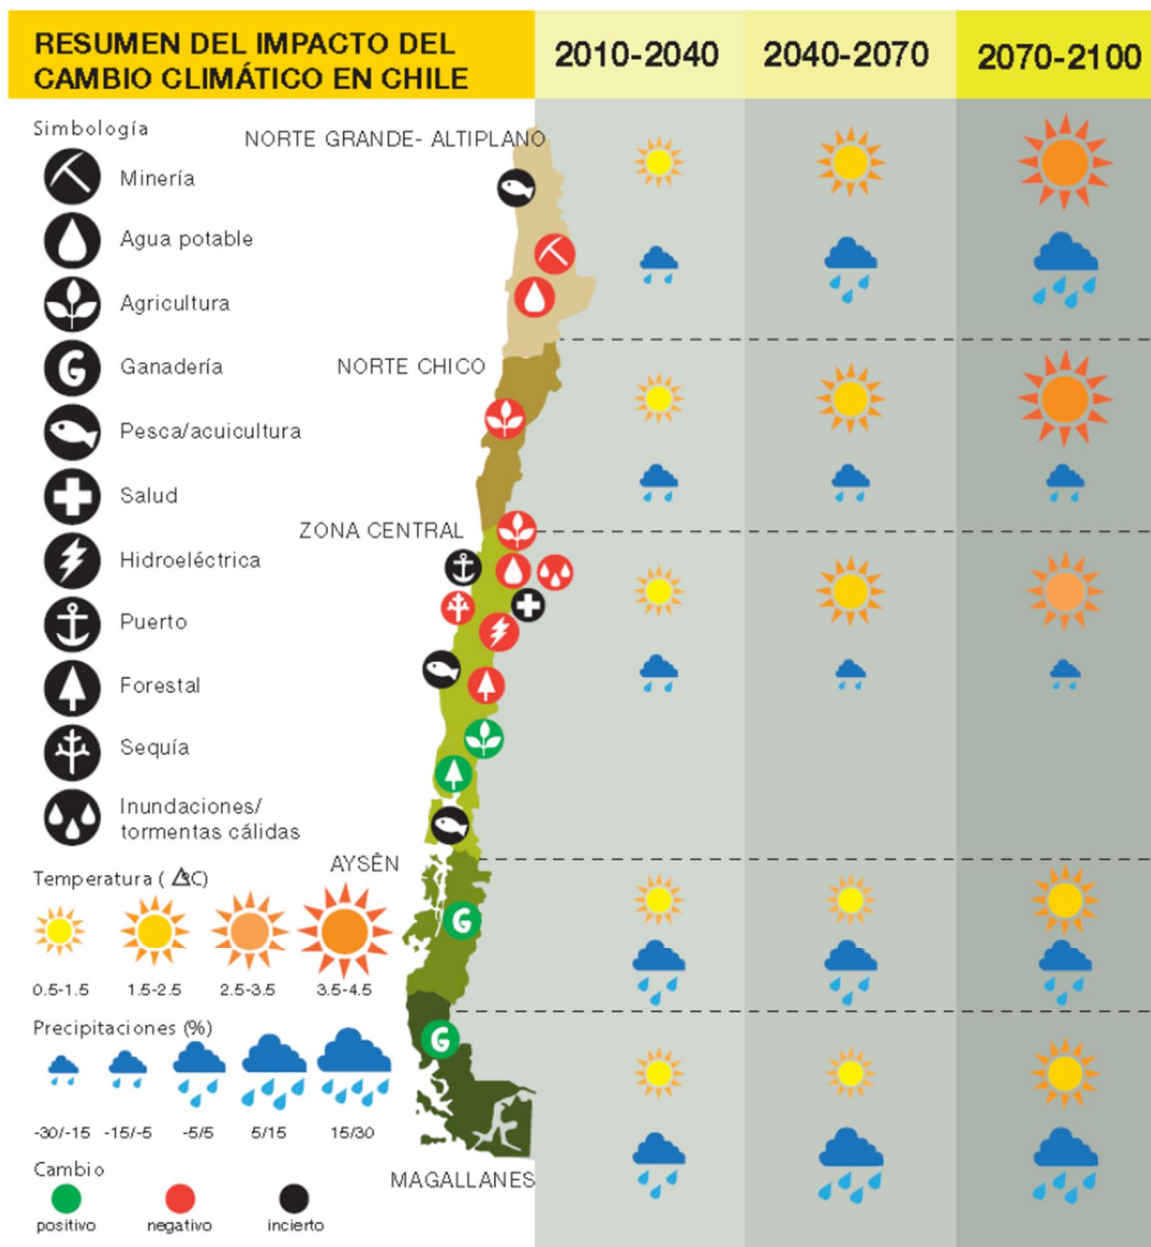 RESUMEN DEL IMPACTO DEL
CAMBIO CLIMÁTICO EN CHILE
2010-2040
2040-2070
2070-2100
Simbología
Minería
Agua potable
Agricultura
G
Ganadería
Pesca/acuicultura
Salud
Hidroeléctrica
Puerto
Forestal
Sequía
Inundaciones/
tormentas cálidas
NORTE GRANDE- ALTIPLANO
NORTE CHICO
ZONA CENTRAL
AYSÊN
G
G
MAGALLANES
Temperatura ( C)
0.5-1.5
1.5-2.5
2.5-3.5
3.5-4.5
Precipitaciones (%)
-30/-15
-15/-5
-5/5
5/15
15/30
Cambio
positivo
negativo
incierto